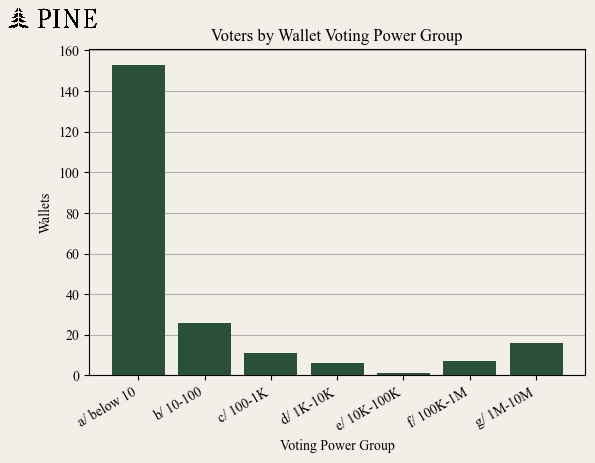 PINE
Voters by Wallet Voting Power Group
160
140
120
100
80
60
40
20
0
Wallets
a/ below 10
b/ 10-100
c/ 100-1K
d/ 1K-10K
e/ 10K-100K
f/ 100K-1M
g/ 1M-10M
Voting Power Group